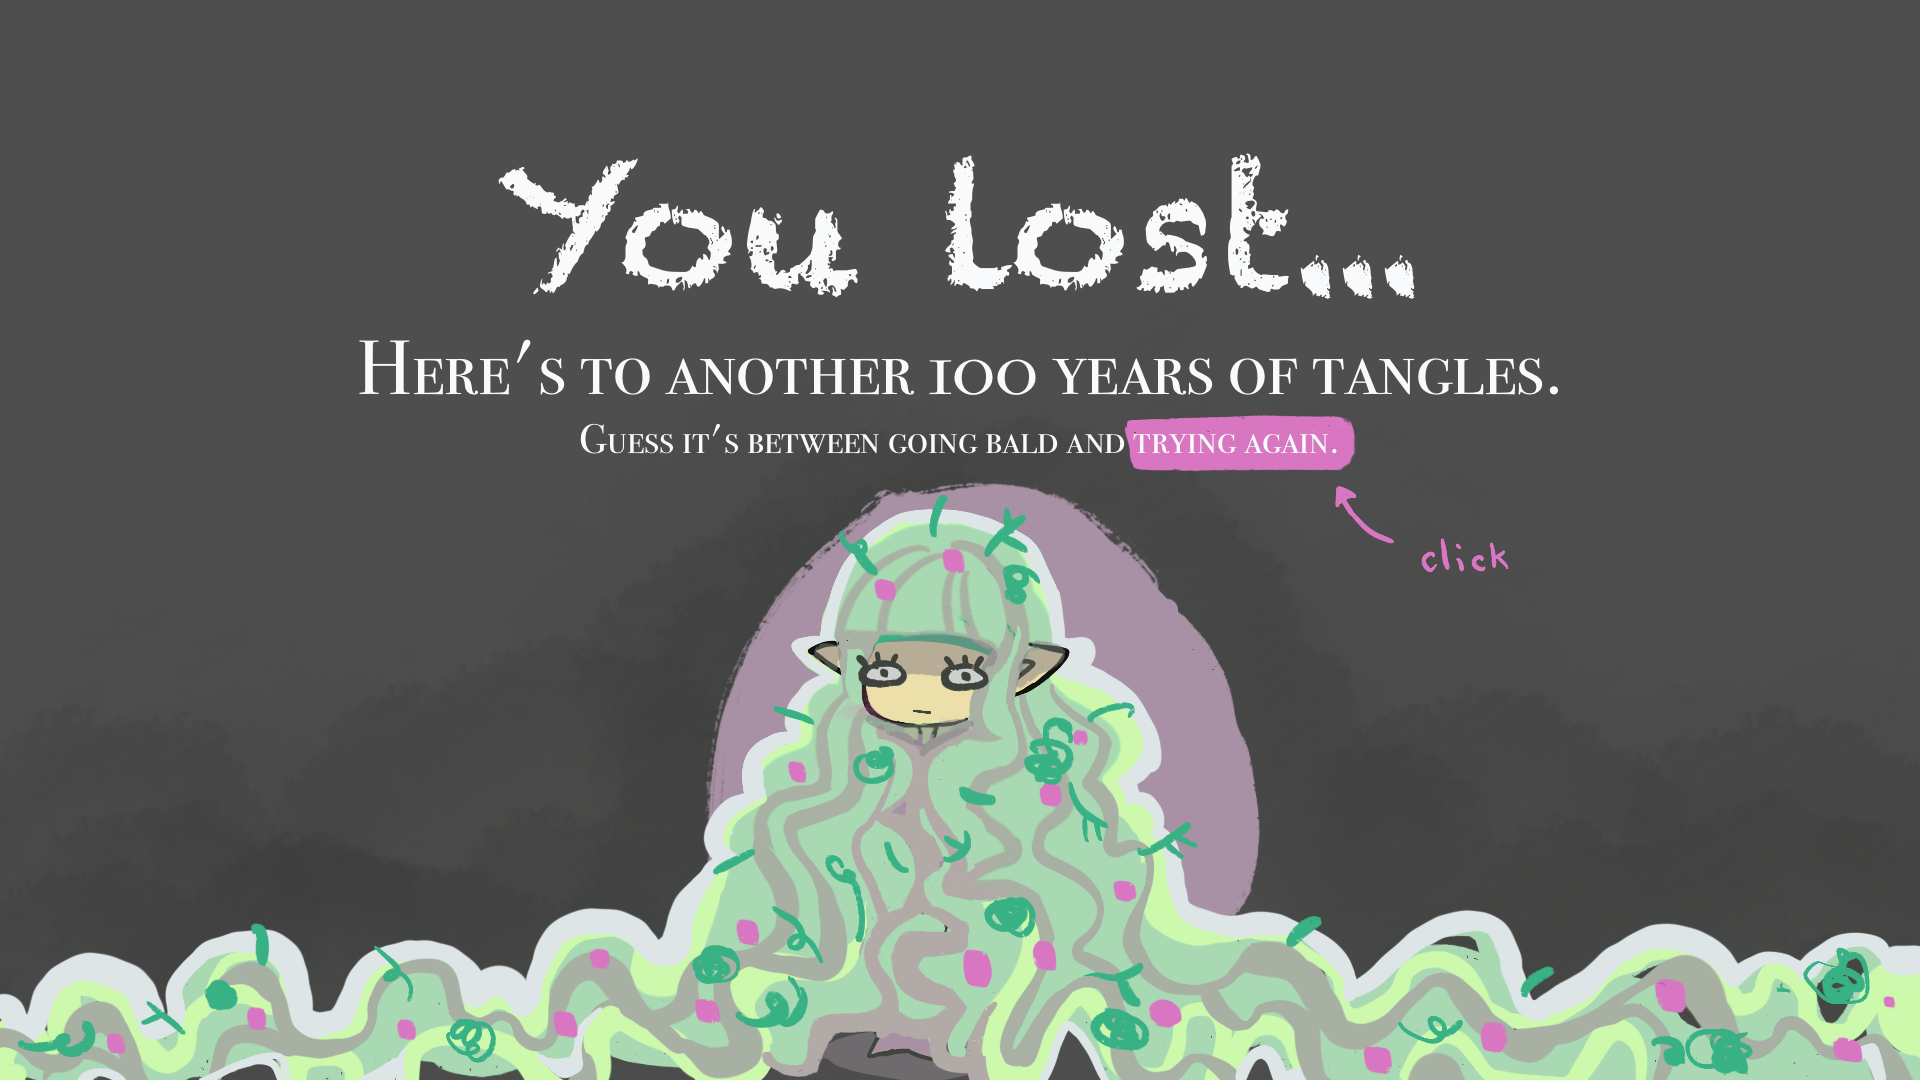 You lost...
Here's to another 100 years of tangles.
Guess it's between going bald and trying again.
click